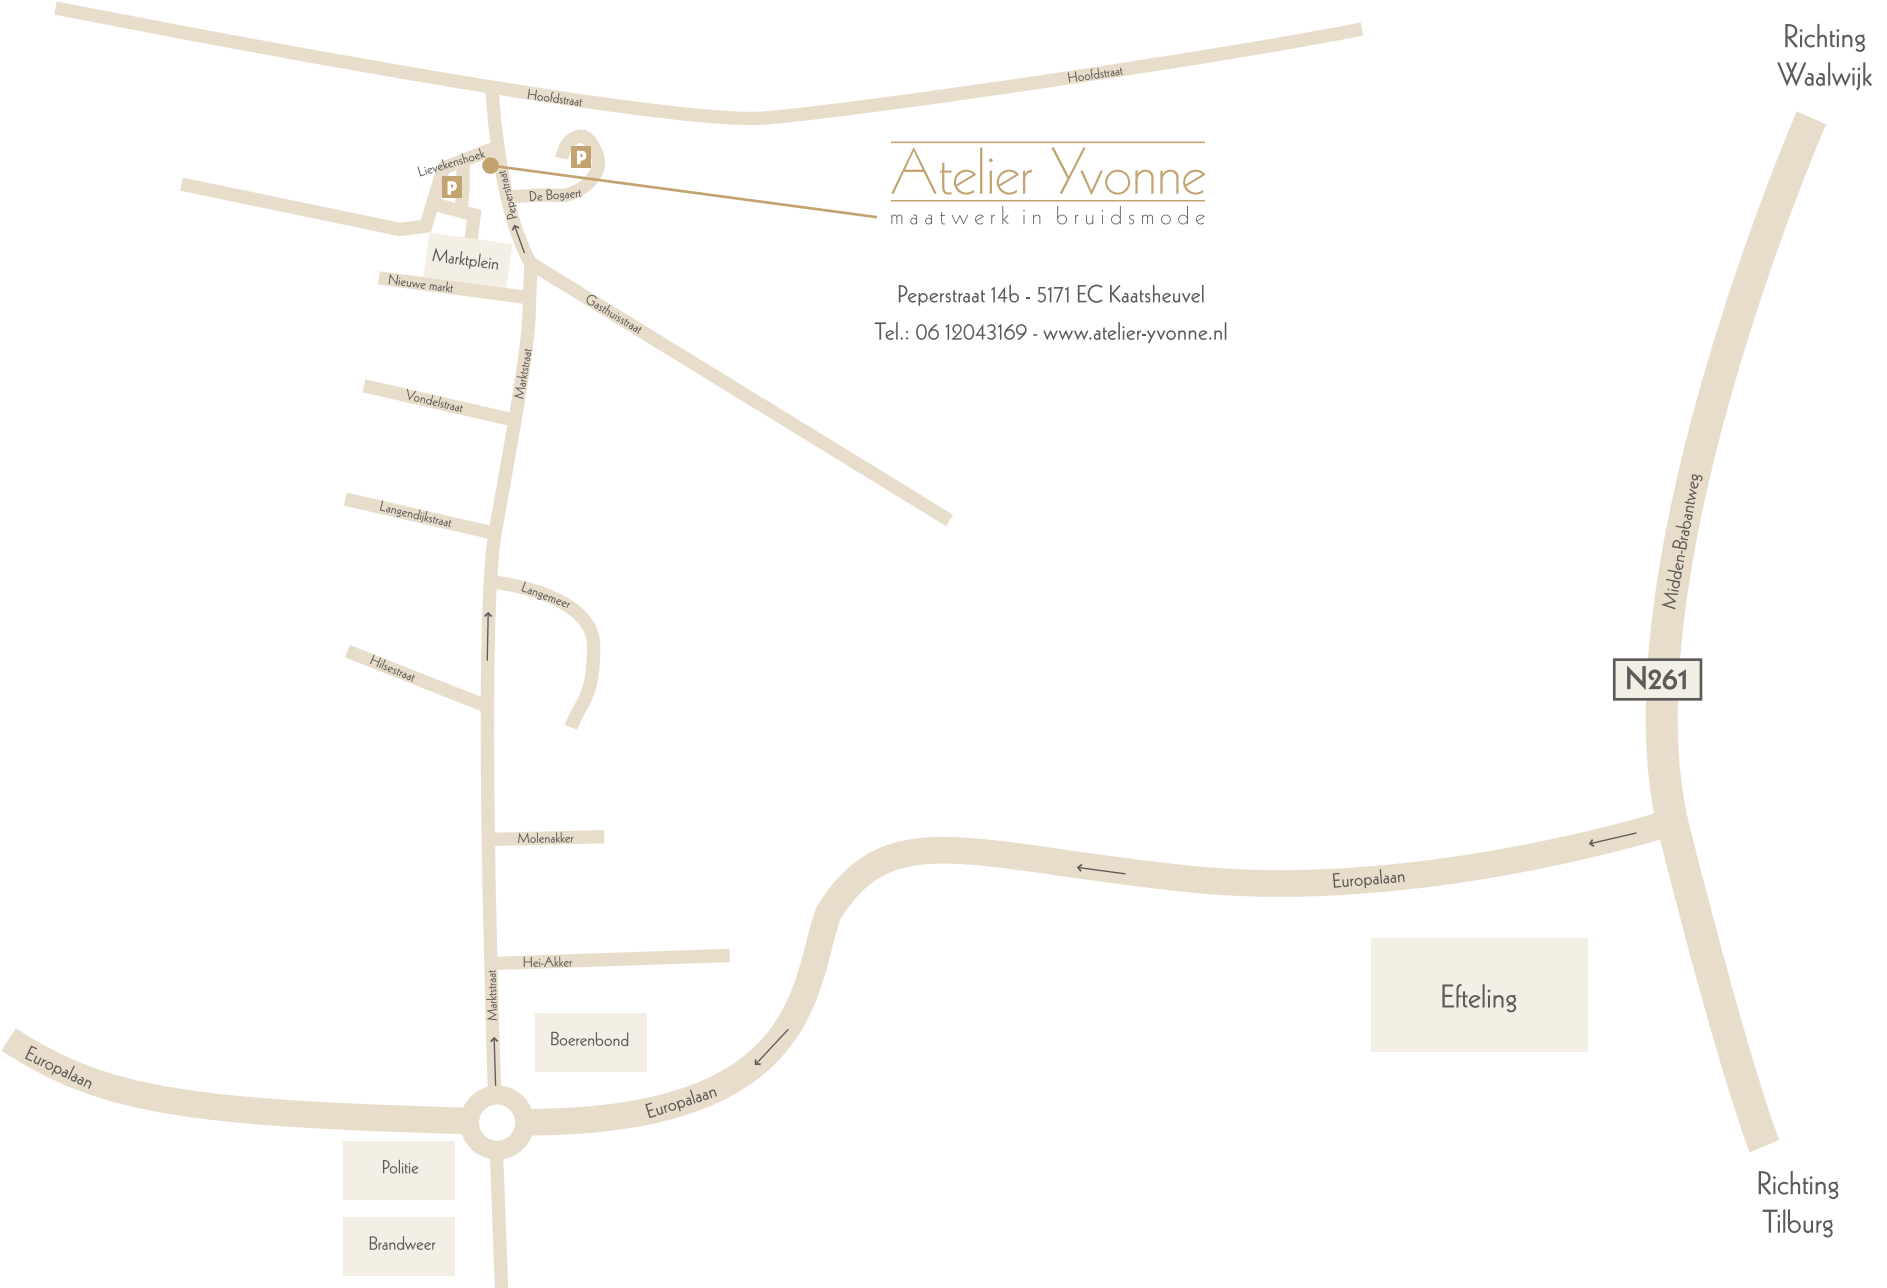 Richting
Waalwijk
Hoofdstraat
Hoofdstraat
Lievekenshoek
P
P
De Bogaert
Peperstraat
Atelier Yvonne
maatwerk in bruidsmode
Marktplein
Nieuwe markt
Gasthuisstraat
Peperstraat 14b - 5171 EC Kaatsheuvel
Tel.: 06 12043169 - www.atelier-yvonne.nl
Marktstraat
Vondelstraat
Langendijkstraat
Midden-Brabantweg
Langemeer
Hilsestraat
N261
Molenakker
Europalaan
Hei-Akker
Marktstraat
Efteling
Boerenbond
Europalaan
Europalaan
Politie
Brandweer
Richting
Tilburg